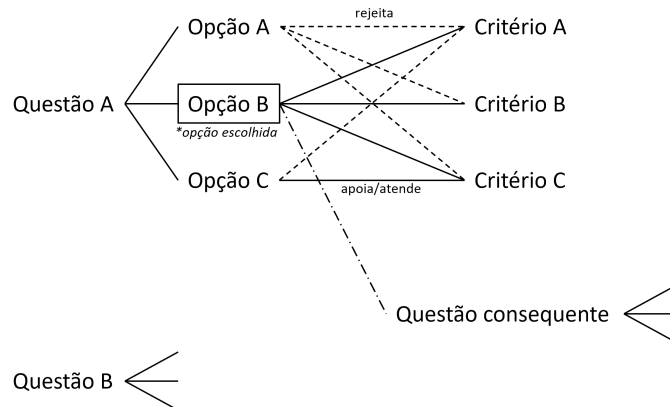 Opção A
rejeita
Critério A
Questão A
Opção B
Critério B
*opção escolhida
Opção C
apoia/atende
Critério C
Questão consequente
Questão B